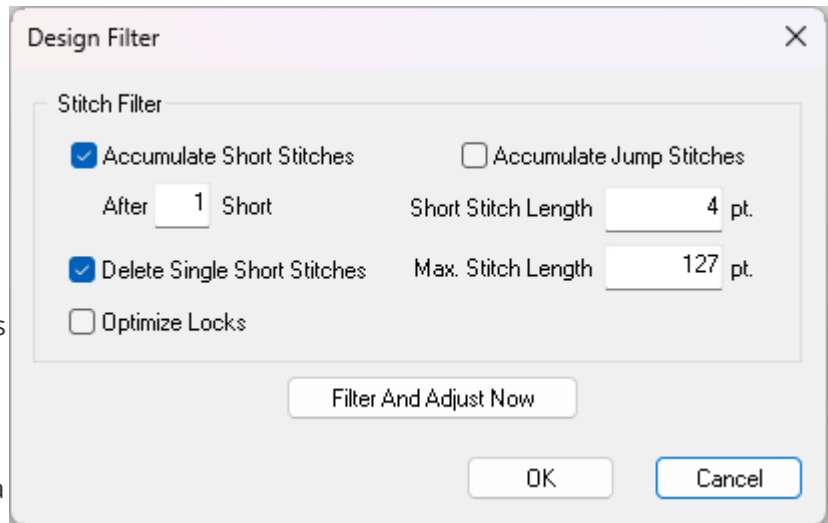 Design Filter
Stitch Filter
Accumulate Short Stitches
Accumulate Jump Stitches
After 1 Short
Short Stitch Length 4 pt.
Delete Single Short Stitches
Max. Stitch Length 127 pt.
Optimize Locks
s
Filter And Adjust Now
OK
Cancel